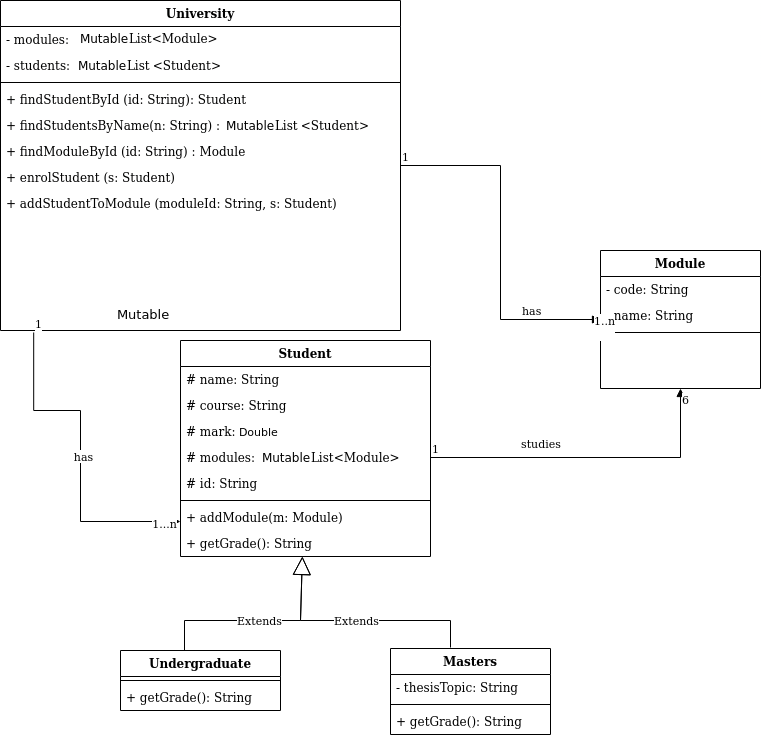 University
- modules: MutableList<Module>
- students: MutableList <Student>
+ findStudentById (id: String): Student
+ findStudentsByName(n: String) : MutableList <Student>
+ findModuleById (id: String) : Module
+ enrolStudent (s: Student)
+ addStudentToModule (moduleId: String, s: Student)
Mutable
1
1
has
1..n
Module
- code: String
name: String
6
has
1...n
Student
# name: String
# course: String
# mark: Double
# modules: MutableList<Module>
# id: String
+ addModule(m: Module)
+ getGrade(): String
1
studies
Extends
Extends
Undergraduate
+ getGrade(): String
Masters
- thesisTopic: String
+ getGrade(): String